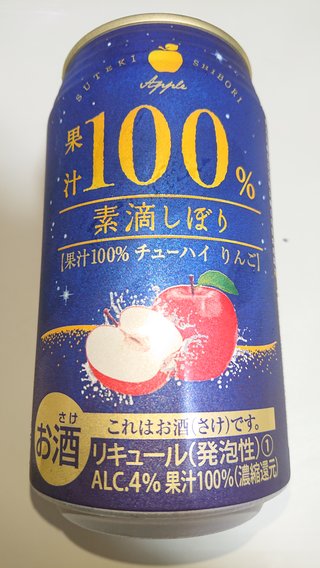 SUTEKI SHIBORI
Apple
果汁100%
素滴しぼり
[果汁100% チューハイ りんご]
さけ
お酒
これはお酒(さけ)です。
リキュール(発泡性)①
ALC.4% 果汁100%(濃縮還元)